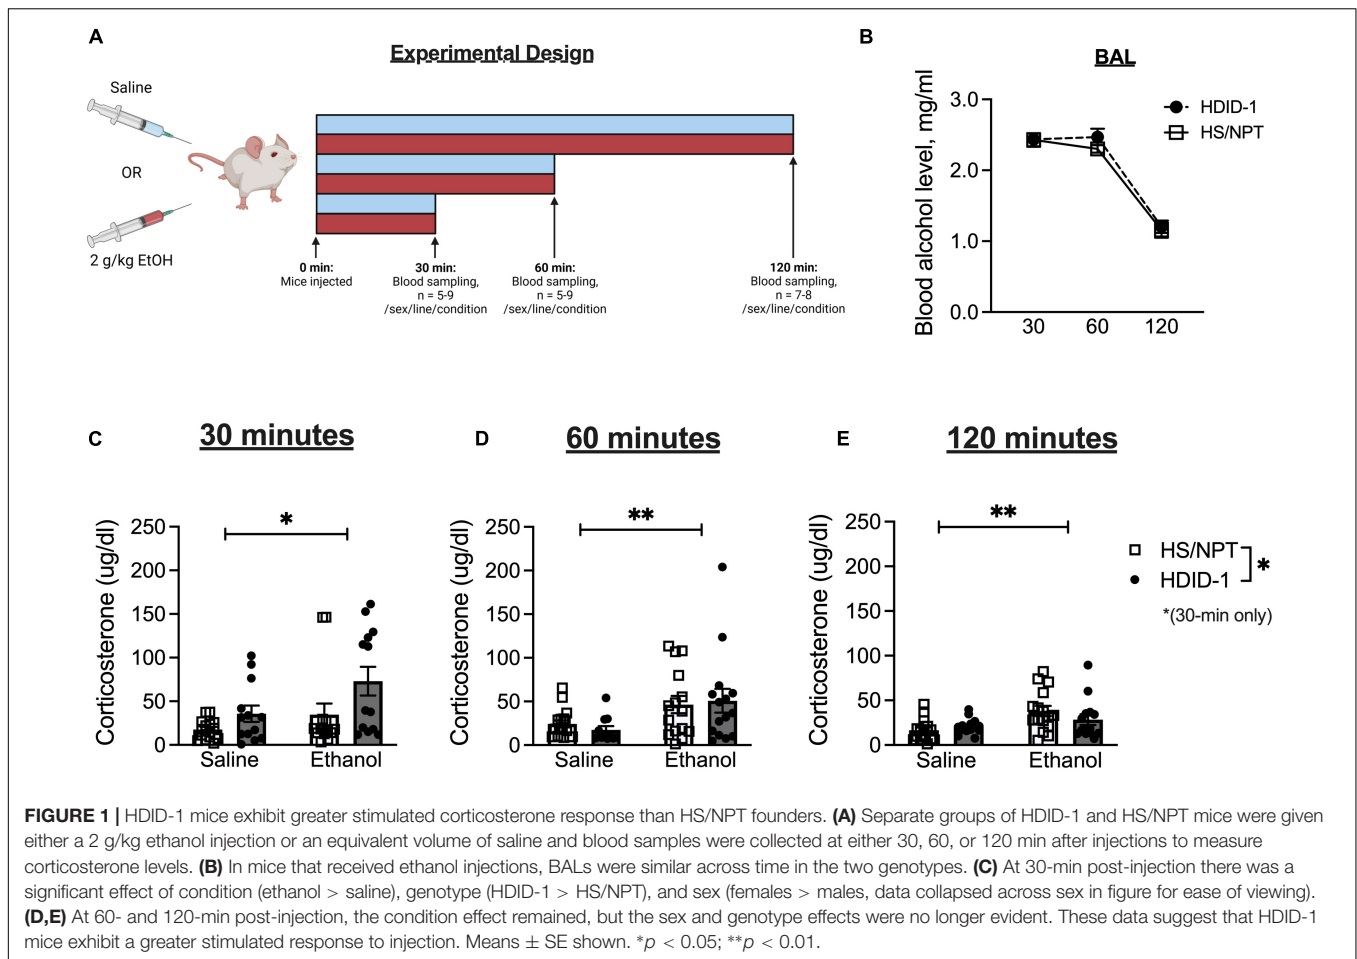 A
Experimental Design
Saline
OR
2 g/kg EtOH
0 min:
Mice injected
30 min:
Blood sampling,
n = 5-9
/sex/line/condition
60 min:
Blood sampling,
n = 5-9
/sex/line/condition
120 min:
Blood sampling,
n = 7-8
/sex/line/condition
B
BAL
Blood alcohol level, mg/ml
3.0
2.0
1.0
0.0
30 60 120
HDID-1
HS/NPT
C
30 minutes
*
Corticosterone (ug/dl)
250
200
150
100
50
0
Saline Ethanol
D
60 minutes
**
Corticosterone (ug/dl)
250
200
150
100
50
0
Saline Ethanol
E
120 minutes
**
Corticosterone (ug/dl)
250
200
150
100
50
0
Saline Ethanol
HS/NPT
HDID-1
*
*(30-min only)
FIGURE 1 | HDID-1 mice exhibit greater stimulated corticosterone response than HS/NPT founders. (A) Separate groups of HDID-1 and HS/NPT mice were given
either a 2 g/kg ethanol injection or an equivalent volume of saline and blood samples were collected at either 30, 60, or 120 min after injections to measure
corticosterone levels. (B) In mice that received ethanol injections, BALs were similar across time in the two genotypes. (C) At 30-min post-injection there was a
significant effect of condition (ethanol > saline), genotype (HDID-1 > HS/NPT), and sex (females > males, data collapsed across sex in figure for ease of viewing).
(D,E) At 60- and 120-min post-injection, the condition effect remained, but the sex and genotype effects were no longer evident. These data suggest that HDID-1
mice exhibit a greater stimulated response to injection. Means ± SE shown. *p < 0.05; **p < 0.01.